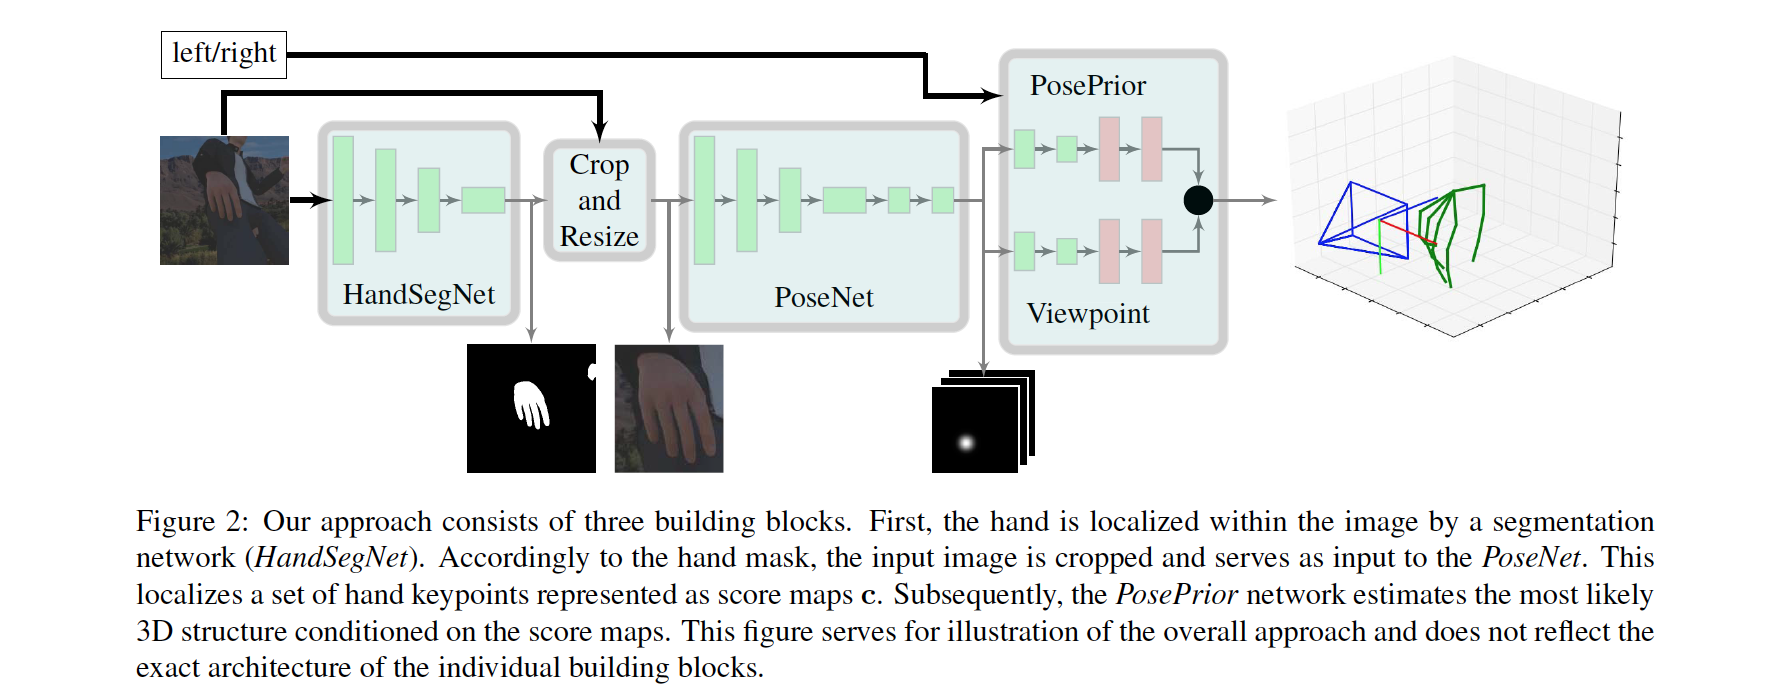 left/right
PosePrior
Crop
and
Resize
HandSegNet
PoseNet
Viewpoint
Figure 2: Our approach consists of three building blocks. First, the hand is localized within the image by a segmentation
network (HandSegNet). Accordingly to the hand mask, the input image is cropped and serves as input to the PoseNet. This
localizes a set of hand keypoints represented as score maps c. Subsequently, the PosePrior network estimates the most likely
3D structure conditioned on the score maps. This figure serves for illustration of the overall approach and does not reflect the
exact architecture of the individual building blocks.